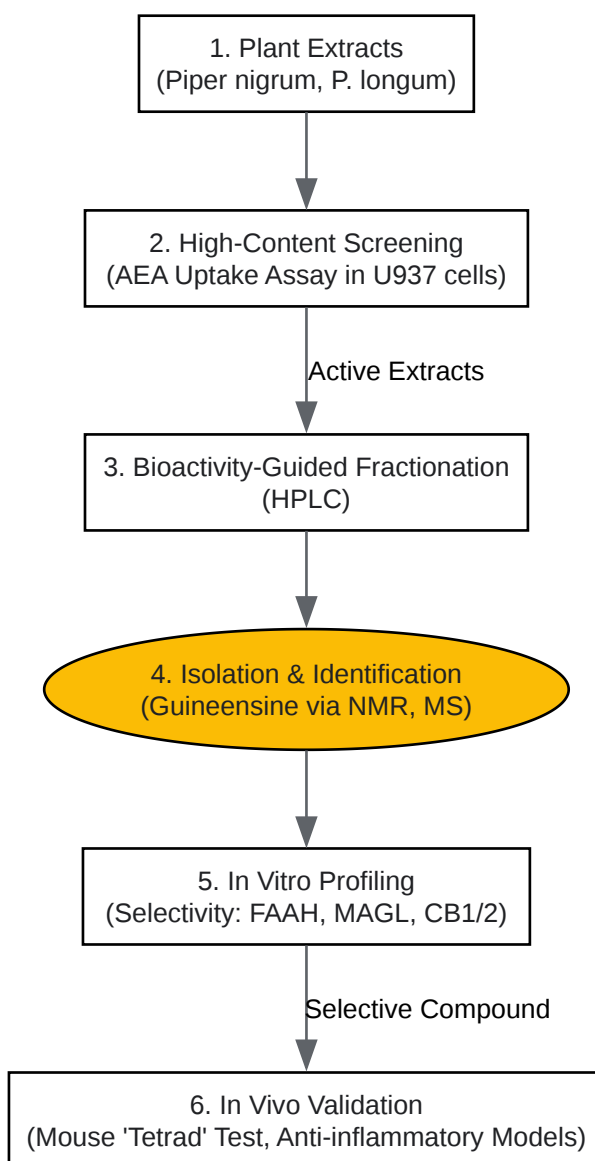 1. Plant Extracts
(Piper nigrum, P. longum)
2. High-Content Screening
(AEA Uptake Assay in U937 cells)
Active Extracts
3. Bioactivity-Guided Fractionation
(HPLC)
4. Isolation & Identification
(Guineensine via NMR, MS)
5. In Vitro Profiling
(Selectivity: FAAH, MAGL, CB1/2)
Selective Compound
6. In Vivo Validation
(Mouse 'Tetrad' Test, Anti-inflammatory Models)